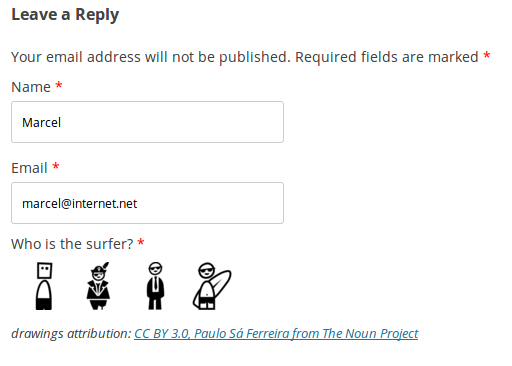 Leave a Reply
Your email address will not be published. Required fields are marked *
Name *
Marcel
Email *
marcel@internet.net
Who is the surfer? *
drawings attribution: CC BY 3.0, Paulo Sá Ferreira from The Noun Project